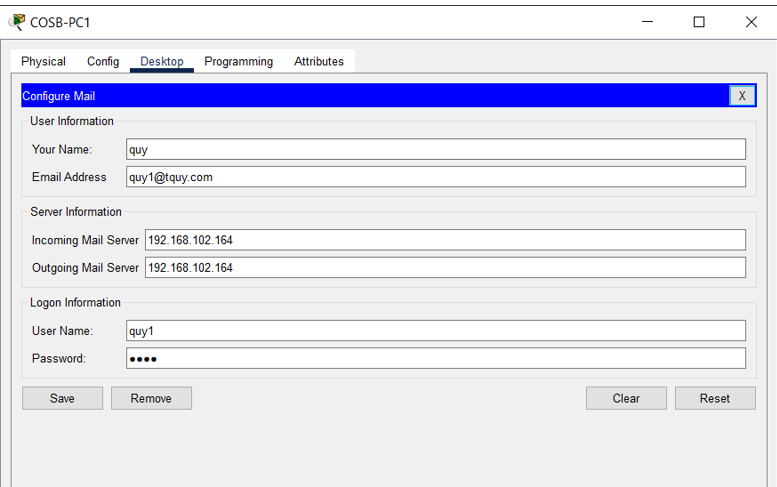 COSB-PC1
Physical Config Desktop Programming Attributes
Configure Mail X
User Information
Your Name: quy
Email Address quy1@tquy.com
Server Information
Incoming Mail Server 192.168.102.164
Outgoing Mail Server 192.168.102.164
Logon Information
User Name: quy1
Password: ●●●●
Save Remove Clear Reset